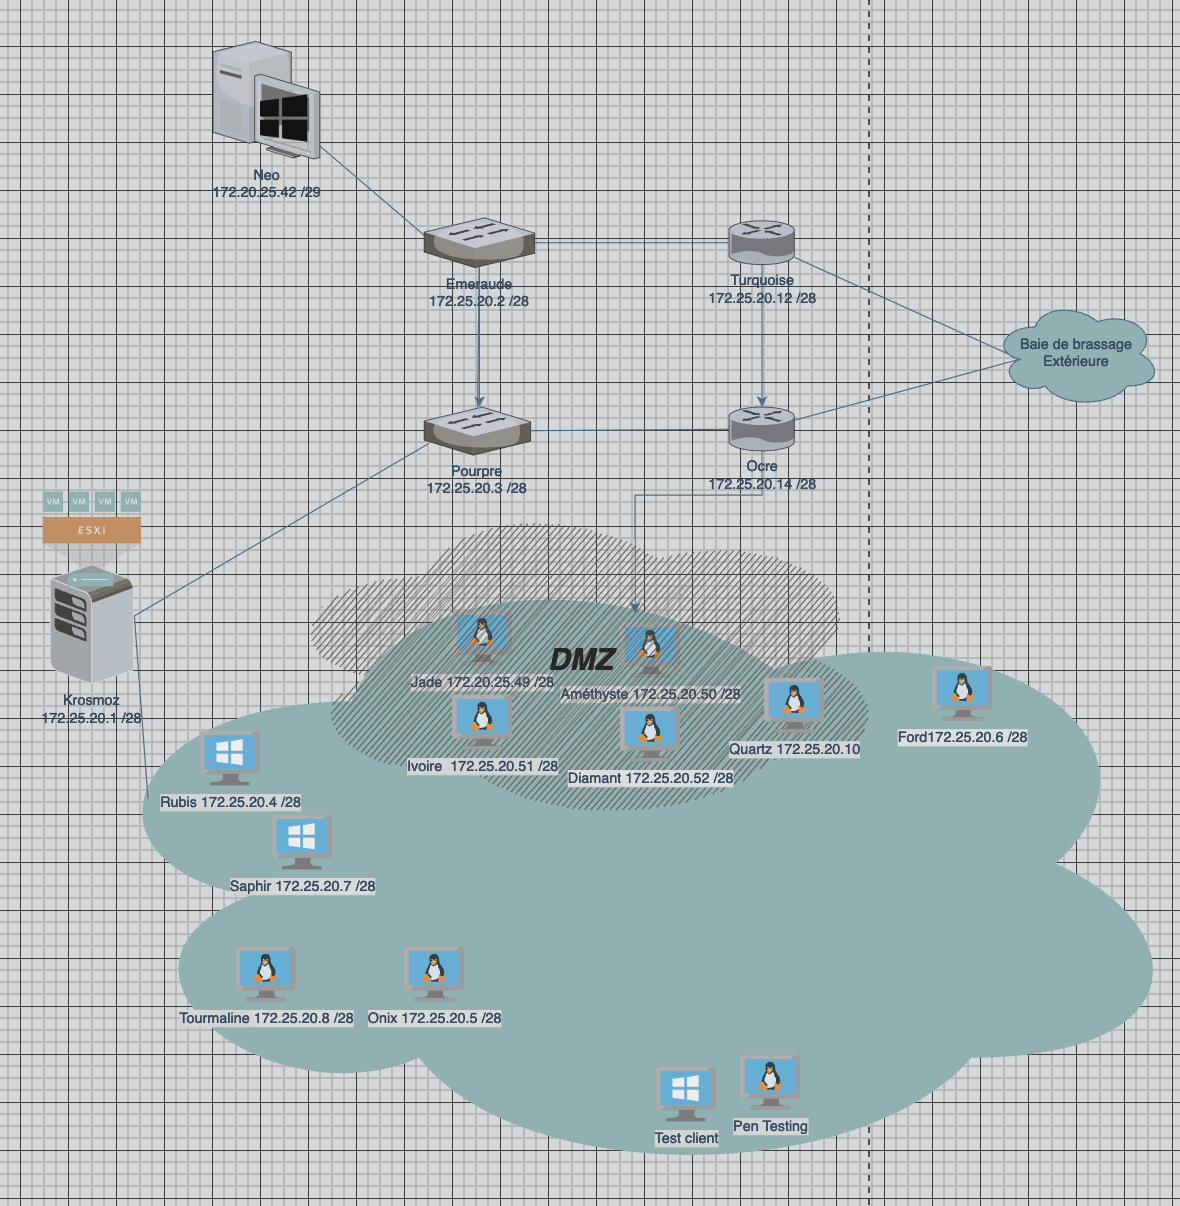 Neo
172.20.25.42 /29
Emeraude
172.25.20.2 /28
Turquoise
172.25.20.12 /28
Baie de brassage
Extérieure
Pourpre
172.25.20.3 /28
Ocre
172.25.20.14 /28
VM VM VM VM
ESXi
Krosmoz
172.25.20.1 /28
DMZ
Jade 172.20.25.49 /28
Améthyste 172.25.20.50 /28
Ivoire 172.25.20.51 /28
Diamant 172.25.20.52 /28
Quartz 172.25.20.10
Ford172.25.20.6 /28
Rubis 172.25.20.4 /28
Saphir 172.25.20.7 /28
Tourmaline 172.25.20.8 /28
Onix 172.25.20.5 /28
Test client
Pen Testing